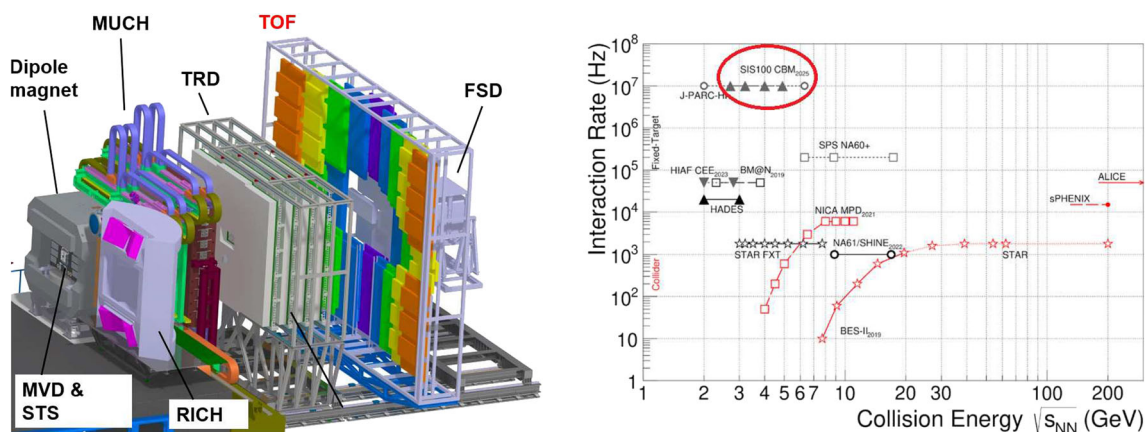 MUCH
TOF
Dipole
magnet
TRD
FSD
MVD &
STS
RICH
Interaction Rate (Hz)
10⁸
10⁷
10⁶
10⁵
10⁴
10³
10²
10
1
Fixed-Target
Collider
SIS100 CBM₂₀₂₅
J-PARC-HI
SPS NA60+
HIAF CEE₂₀₂₃
BM@N₂₀₁₉
ALICE
HADES
sPHENIX
NICA MPD₂₀₂₁
STAR FXT
NA61/SHINE₂₀₂₂
STAR
BES-II₂₀₁₉
1 2 3 4 5 6 7 10 20 30 100 200
Collision Energy √sNN (GeV)